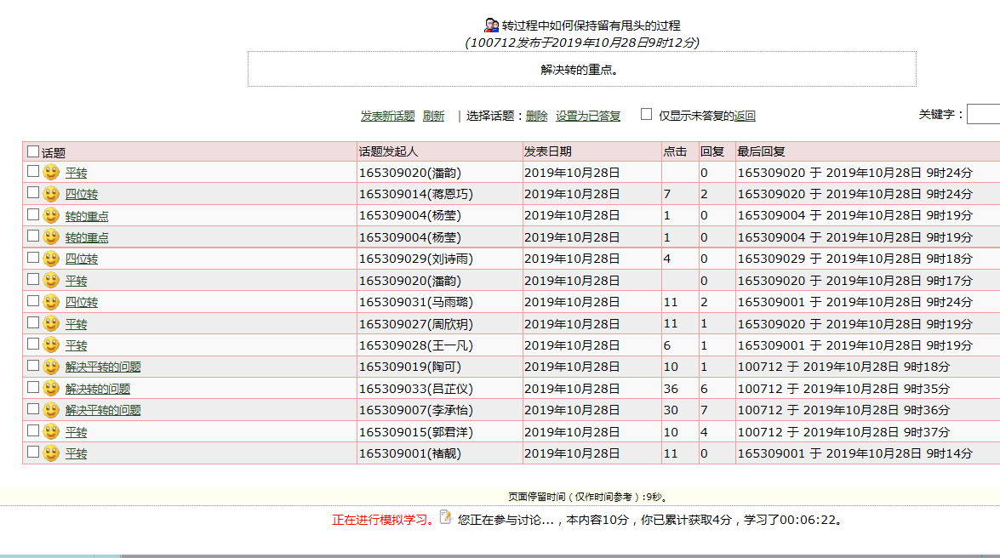 转过程中如何保持留有甩头的过程
(100712发布于2019年10月28日9时12分)
解决转的重点。
发表新话题 刷新 | 选择话题：删除 设置为已答复 仅显示未答复的返回 关键字：
话题 话题发起人 发表日期 点击 回复 最后回复
平转 165309020(潘韵) 2019年10月28日 0 165309020 于 2019年10月28日 9时24分
四位转 165309014(蒋恩巧) 2019年10月28日 7 2 165309020 于 2019年10月28日 9时24分
转的重点 165309004(杨莹) 2019年10月28日 1 0 165309004 于 2019年10月28日 9时19分
转的重点 165309004(杨莹) 2019年10月28日 1 0 165309004 于 2019年10月28日 9时19分
四位转 165309029(刘诗雨) 2019年10月28日 4 0 165309029 于 2019年10月28日 9时18分
平转 165309020(潘韵) 2019年10月28日 0 165309020 于 2019年10月28日 9时17分
四位转 165309031(马雨璐) 2019年10月28日 11 2 165309001 于 2019年10月28日 9时24分
平转 165309027(周欣玥) 2019年10月28日 11 1 165309020 于 2019年10月28日 9时19分
平转 165309028(王一凡) 2019年10月28日 6 1 165309001 于 2019年10月28日 9时19分
解决平转的问题 165309019(陶可) 2019年10月28日 10 1 100712 于 2019年10月28日 9时18分
解决转的问题 165309033(吕芷仪) 2019年10月28日 36 6 100712 于 2019年10月28日 9时35分
解决平转的问题 165309007(李承怡) 2019年10月28日 30 7 100712 于 2019年10月28日 9时36分
平转 165309015(郭君洋) 2019年10月28日 10 4 100712 于 2019年10月28日 9时37分
平转 165309001(褚靓) 2019年10月28日 11 0 165309001 于 2019年10月28日 9时14分
页面停留时间（仅作时间参考）:9秒。
正在进行模拟学习。 您正在参与讨论...，本内容10分，你已累计获取4分，学习了00:06:22。